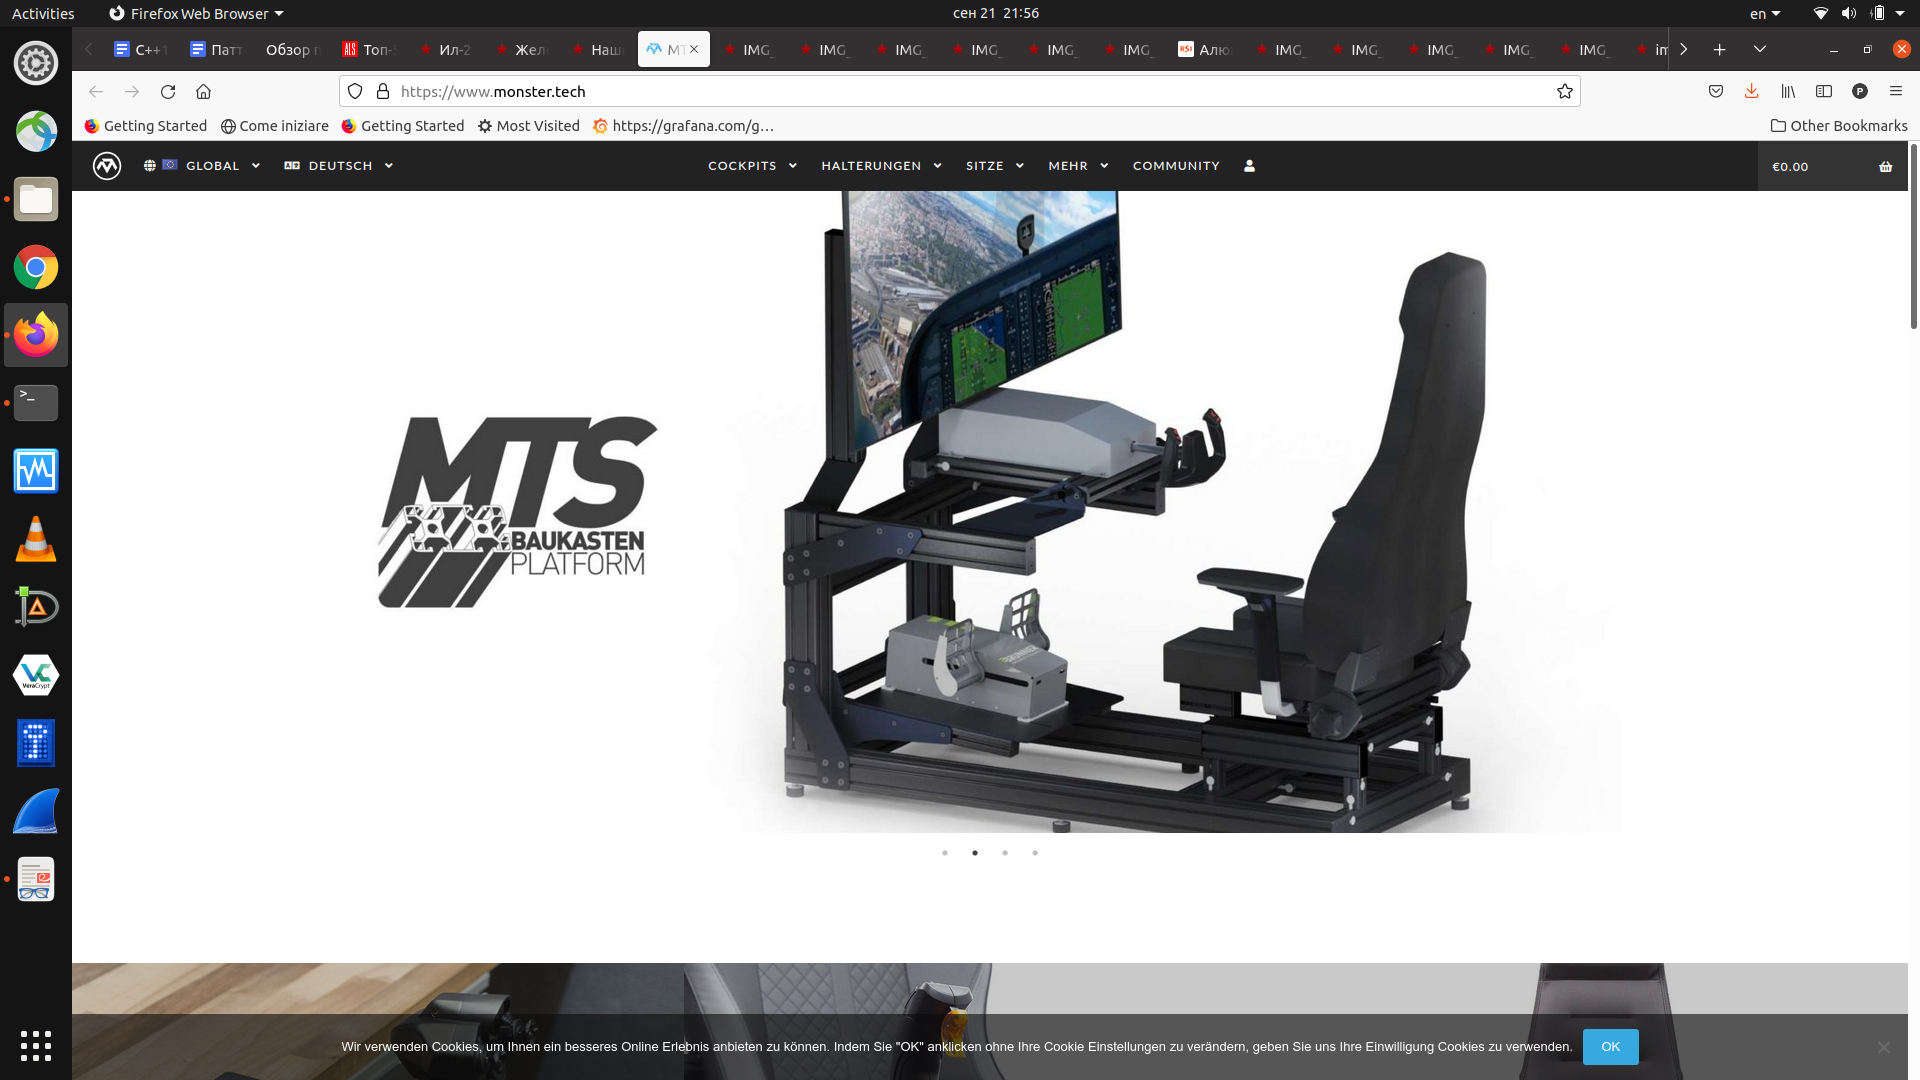 Activities
Firefox Web Browser
сен 21 21:56
en
C++1
Патт
Обзор п
Топ-5
Ил-2
Жел
Наш
MT
IMG_
IMG_
IMG_
IMG_
IMG_
IMG_
Алю
IMG_
IMG_
IMG_
IMG_
IMG_
im
https://www.monster.tech
Getting Started
Come iniziare
Getting Started
Most Visited
https://grafana.com/g…
Other Bookmarks
GLOBAL
DEUTSCH
COCKPITS
HALTERUNGEN
SITZE
MEHR
COMMUNITY
€0.00
MTS
BAUKASTEN
PLATFORM
Wir verwenden Cookies, um Ihnen ein besseres Online Erlebnis anbieten zu können. Indem Sie "OK" anklicken ohne Ihre Cookie Einstellungen zu verändern, geben Sie uns Ihre Einwilligung Cookies zu verwenden.
OK